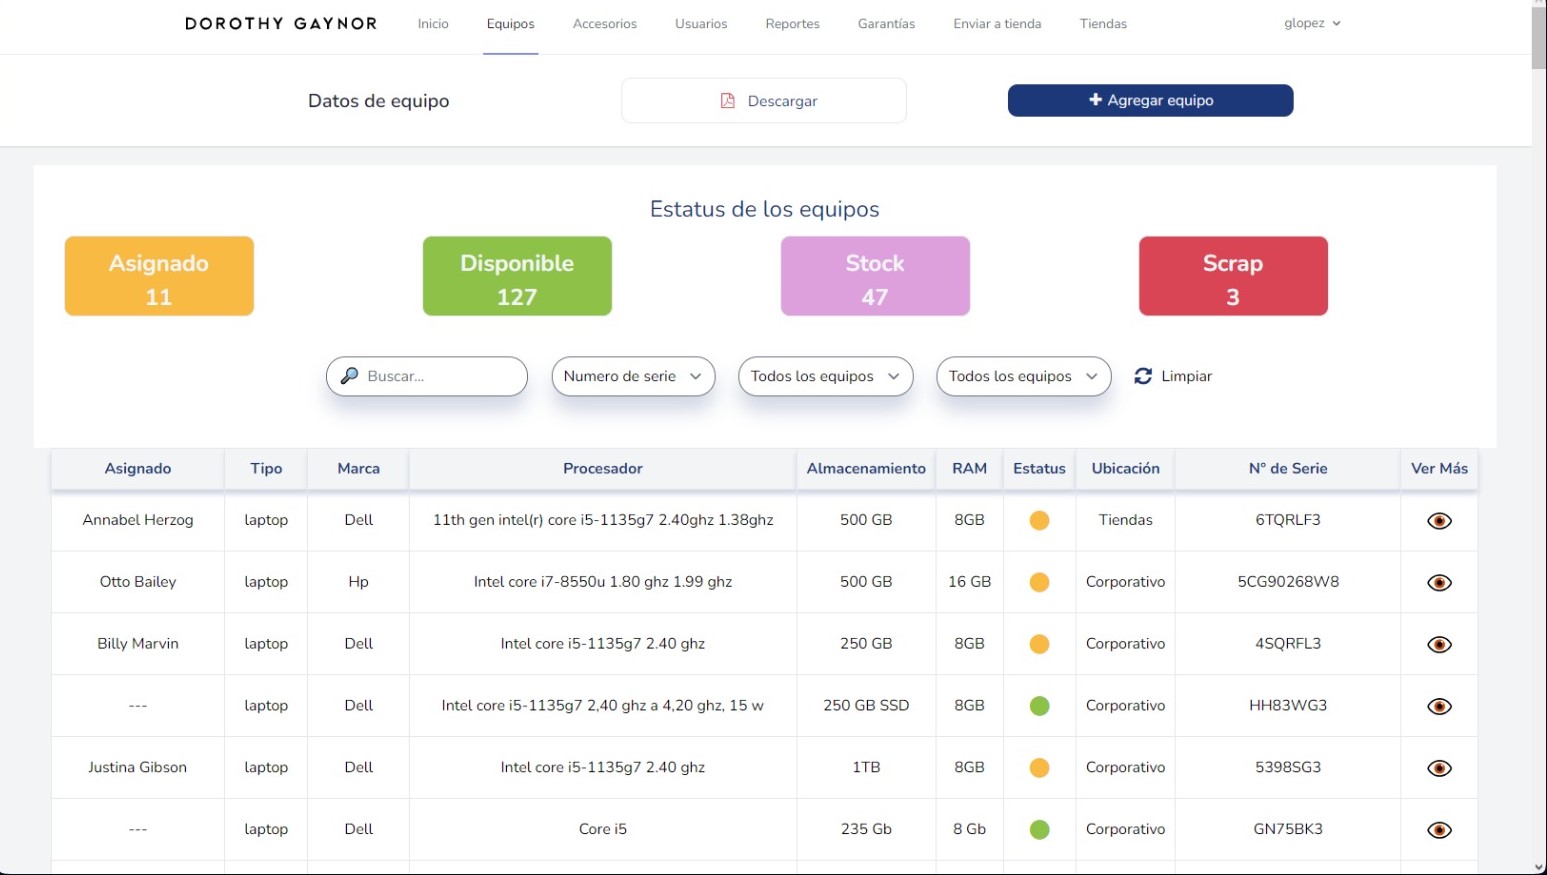 DOROTHY GAYNOR Inicio Equipos Accesorios Usuarios Reportes Garantías Enviar a tienda Tiendas glopez
Datos de equipo Descargar Agregar equipo
Estatus de los equipos
Asignado Disponible Stock Scrap
11 127 47 3
Buscar... Numero de serie Todos los equipos Todos los equipos Limpiar
Asignado Tipo Marca Procesador Almacenamiento RAM Estatus Ubicación N° de Serie Ver Más
Annabel Herzog laptop Dell 11th gen intel(r) core i5-1135g7 2.40ghz 1.38ghz 500 GB 8GB Tiendas 6TQRLF3
Otto Bailey laptop Hp Intel core i7-8550u 1.80 ghz 1.99 ghz 500 GB 16 GB Corporativo 5CG90268W8
Billy Marvin laptop Dell Intel core i5-1135g7 2.40 ghz 250 GB 8GB Corporativo 4SQRFL3
--- laptop Dell Intel core i5-1135g7 2,40 ghz a 4,20 ghz, 15 w 250 GB SSD 8GB Corporativo HH83WG3
Justina Gibson laptop Dell Intel core i5-1135g7 2.40 ghz 1TB 8GB Corporativo 5398SG3
--- laptop Dell Core i5 235 Gb 8 Gb Corporativo GN75BK3